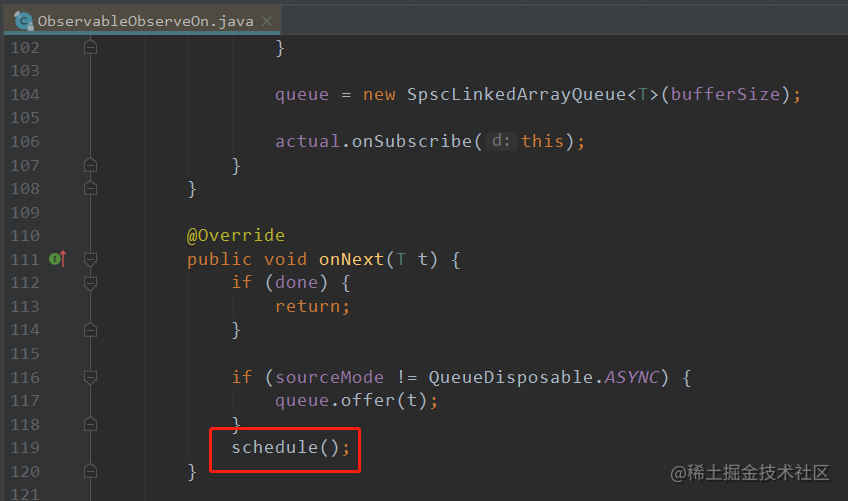 ObservableObserveOn.java
102 }
103
104 queue = new SpscLinkedArrayQueue<T>(bufferSize);
105
106 actual.onSubscribe( d: this);
107 }
108 }
109
110 @Override
111 public void onNext(T t) {
112 if (done) {
113 return;
114 }
115
116 if (sourceMode != QueueDisposable.ASYNC) {
117 queue.offer(t);
118 }
119 schedule();
120 }
121
@稀土掘金技术社区